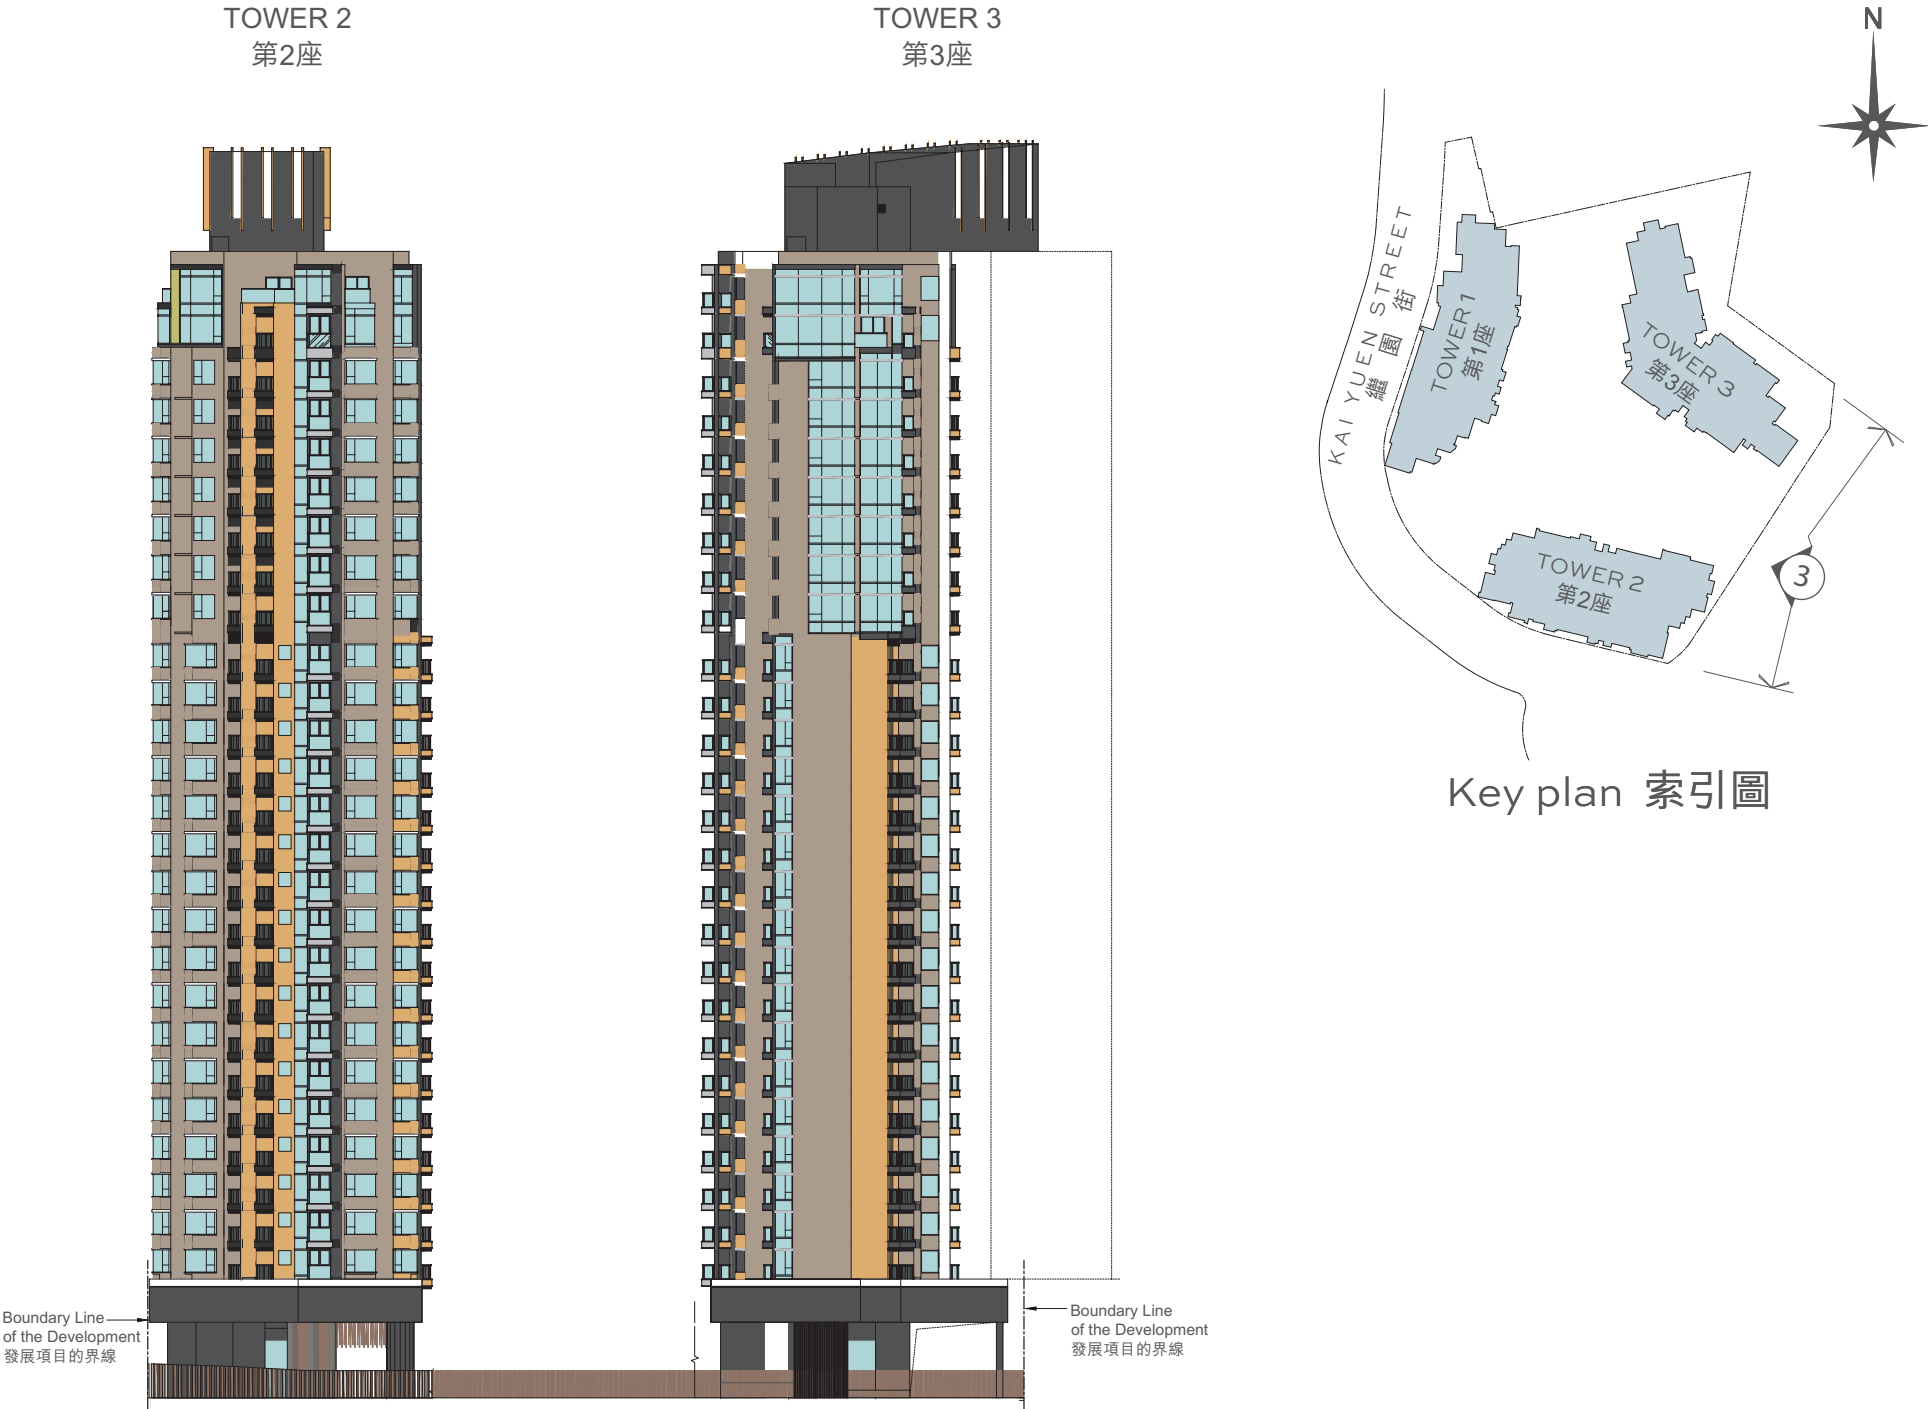 TOWER 2
第2座
TOWER 3
第3座
N
KAI YUEN STREET
繼園街
TOWER 1
第1座
TOWER 3
第3座
TOWER 2
第2座
3
Key plan 索引圖
Boundary Line
of the Development
發展項目的界線
Boundary Line
of the Development
發展項目的界線